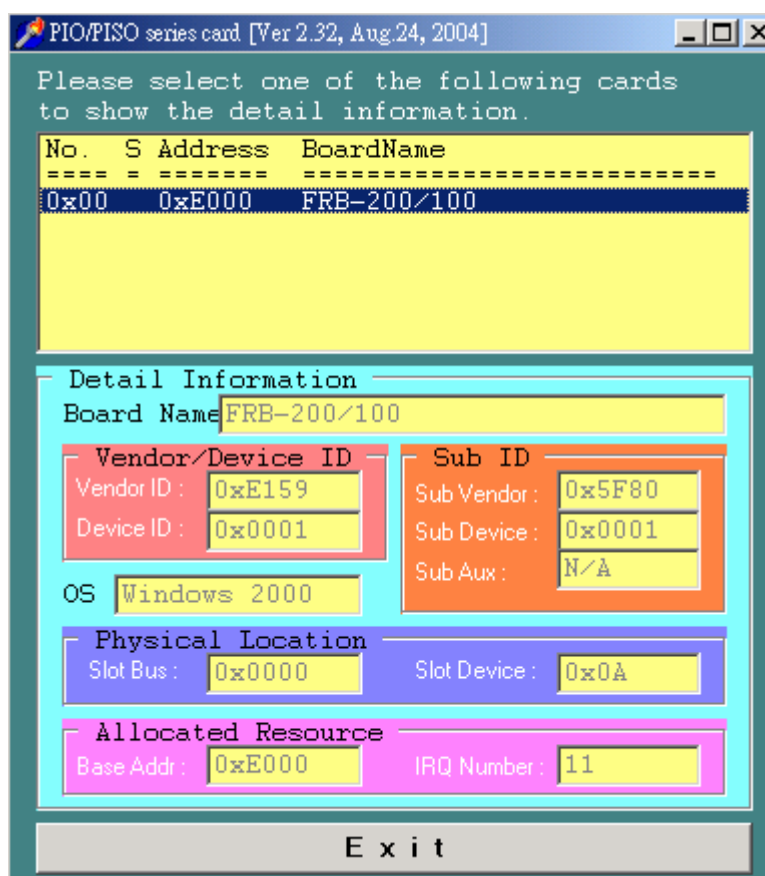 PIO/PISO series card [Ver 2.32, Aug.24, 2004]
Please select one of the following cards
to show the detail information.
No. S Address BoardName
==== = ======= ==========================
0x00 0xE000 FRB-200/100
Detail Information
Board Name FRB-200/100
Vendor/Device ID
Vendor ID : 0xE159
Device ID : 0x0001
Sub ID
Sub Vendor : 0x5F80
Sub Device : 0x0001
Sub Aux : N/A
OS Windows 2000
Physical Location
Slot Bus : 0x0000 Slot Device : 0x0A
Allocated Resource
Base Addr : 0xE000 IRQ Number : 11
Exit